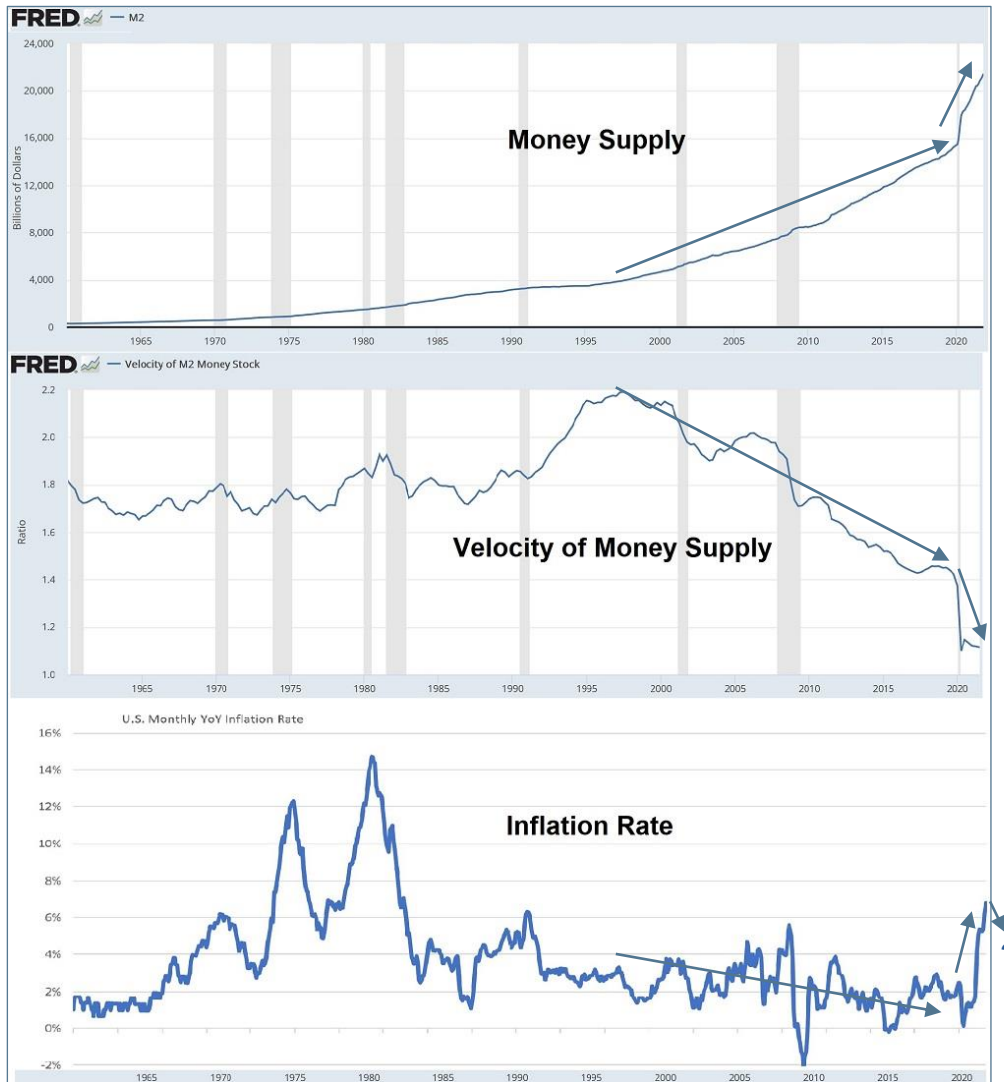 FRED — M2
24,000
20,000
16,000
12,000
8,000
4,000
0
Billions of Dollars
Money Supply
1965 1970 1975 1980 1985 1990 1995 2000 2005 2010 2015 2020
FRED — Velocity of M2 Money Stock
2.2
2.0
1.8
1.6
1.4
1.2
1.0
Ratio
Velocity of Money Supply
1965 1970 1975 1980 1985 1990 1995 2000 2005 2010 2015 2020
U.S. Monthly YoY Inflation Rate
16%
14%
12%
10%
8%
6%
4%
2%
0%
-2%
Inflation Rate
1965 1970 1975 1980 1985 1990 1995 2000 2005 2010 2015 2020